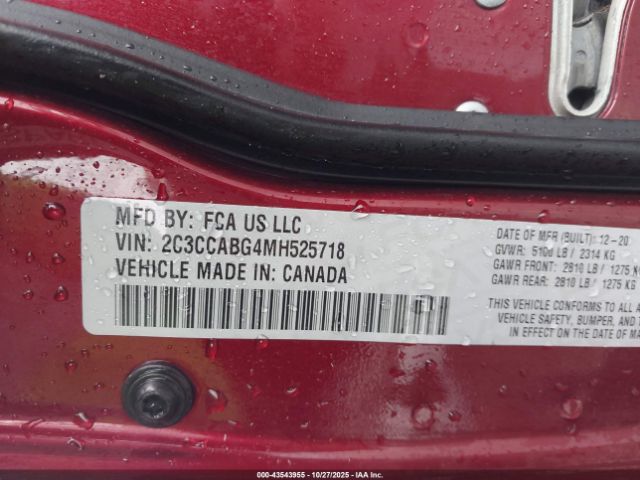 MFD BY: FCA US LLC
VIN: 2C3CCABG4MH525718
VEHICLE MADE IN: CANADA
DATE OF MFR (BUILT): 12-20
GVWR: 5100 LB / 2314 KG
GAWR FRONT: 2810 LB / 1275 KG
GAWR REAR: 2810 LB / 1275 KG
THIS VEHICLE CONFORMS TO ALL
VEHICLE SAFETY, BUMPER, AND
IN EFFECT ON THE DATE OF MA
000-43543955 - 10/27/2025 - IAAI.COM